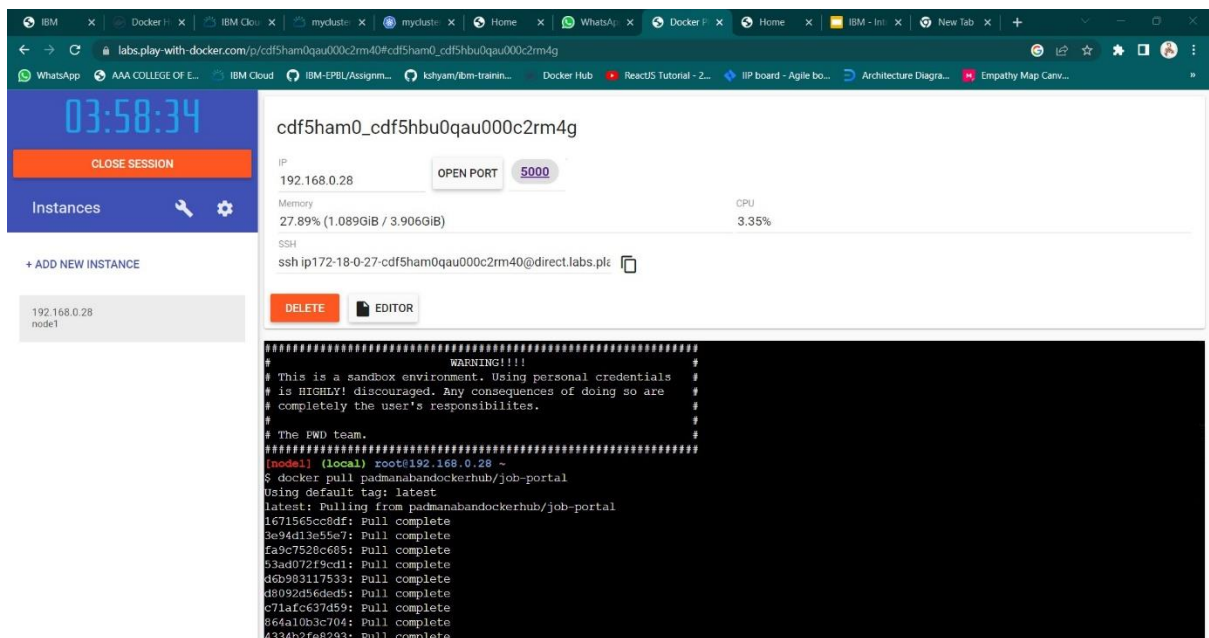 IBM
Docker H
IBM Clou
mycluste
mycluste
Home
WhatsAp
Docker P
Home
IBM - Int
New Tab
labs.play-with-docker.com/p/cdf5ham0qau000c2rm40#cdf5ham0_cdf5hbu0qau000c2rm4g
WhatsApp
AAA COLLEGE OF E...
IBM Cloud
IBM-EPBL/Assignm...
kshyam/ibm-trainin...
Docker Hub
ReactJS Tutorial - 2...
IIP board - Agile bo...
Architecture Diagra...
Empathy Map Canv...
»
03:58:34
CLOSE SESSION
Instances
+ ADD NEW INSTANCE
192.168.0.28
node1
cdf5ham0_cdf5hbu0qau000c2rm4g
IP
192.168.0.28
OPEN PORT
5000
Memory
27.89% (1.089GiB / 3.906GiB)
CPU
3.35%
SSH
ssh ip172-18-0-27-cdf5ham0qau000c2rm40@direct.labs.pla
DELETE
EDITOR
###############################################################
# WARNING!!!! #
# This is a sandbox environment. Using personal credentials #
# is HIGHLY! discouraged. Any consequences of doing so are #
# completely the user's responsibilites. #
# #
# The PWD team. #
###############################################################
[node1] (local) root@192.168.0.28 ~
$ docker pull padmanabandockerhub/job-portal
Using default tag: latest
latest: Pulling from padmanabandockerhub/job-portal
1671565cc8df: Pull complete
3e94d13e55e7: Pull complete
fa9c7528c685: Pull complete
53ad072f9cd1: Pull complete
d6b983117533: Pull complete
d8092d56ded5: Pull complete
c71afc637d59: Pull complete
864a10b3c704: Pull complete
4334b2fe8293: Pull complete